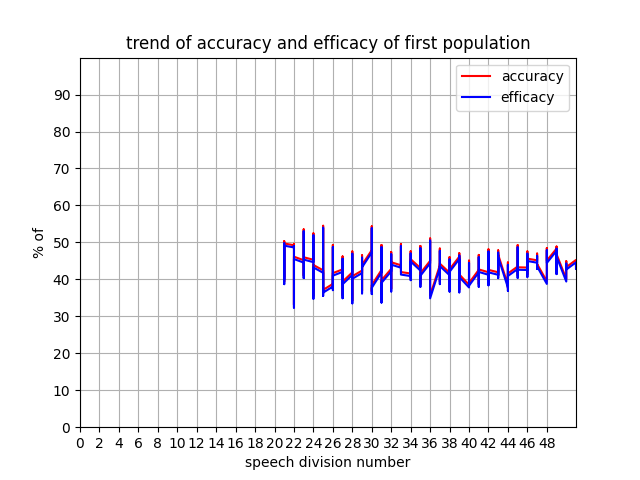 trend of accuracy and efficacy of first population
accuracy
efficacy
90
80
70
60
50
40
30
20
10
0
% of
0 2 4 6 8 10 12 14 16 18 20 22 24 26 28 30 32 34 36 38 40 42 44 46 48
speech division number